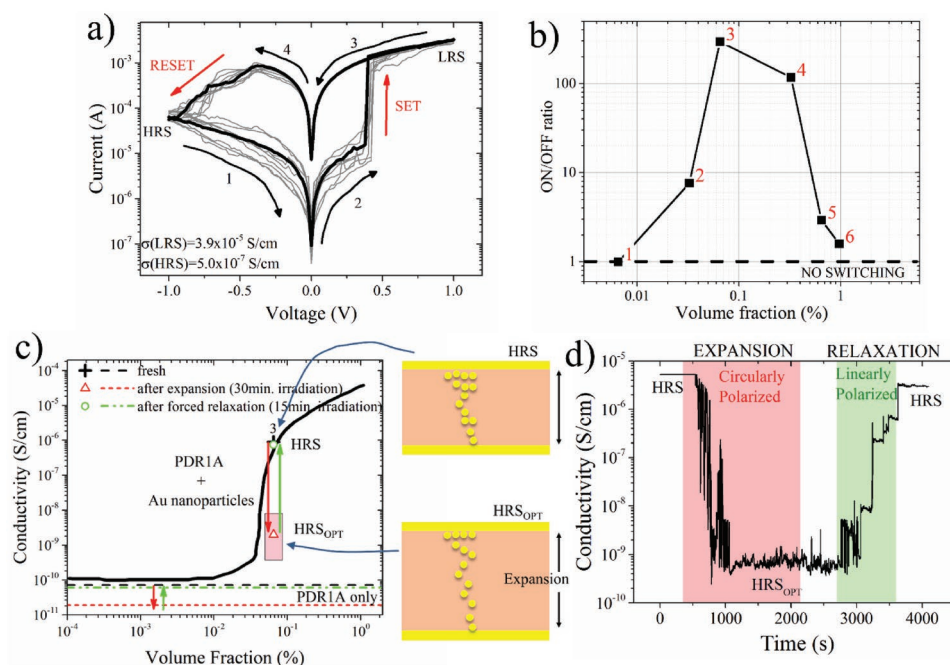 a)
4
3
LRS
RESET
SET
HRS
1
2
σ(LRS)=3.9x10⁻⁵ S/cm
σ(HRS)=5.0x10⁻⁷ S/cm
10⁻²
10⁻³
10⁻⁴
10⁻⁵
10⁻⁶
10⁻⁷
Current (A)
-1.0 -0.5 0.0 0.5 1.0
Voltage (V)
b)
3
4
2
5
6
1
NO SWITCHING
100
10
1
ON/OFF ratio
0.01 0.1 1
Volume fraction (%)
c)
fresh
after expansion (30min. irradiation)
after forced relaxation (15min. irradiation)
3
HRS
PDR1A
+
Au nanoparticles
HRS_OPT
PDR1A only
10⁻⁴
10⁻⁵
10⁻⁶
10⁻⁷
10⁻⁸
10⁻⁹
10⁻¹⁰
10⁻¹¹
Conductivity (S/cm)
10⁻⁴ 10⁻³ 10⁻² 10⁻¹ 10⁰
Volume Fraction (%)
HRS
HRS_OPT
Expansion
d)
EXPANSION RELAXATION
HRS
Circularly
Polarized
Linearly
Polarized
HRS
HRS_OPT
10⁻⁵
10⁻⁶
10⁻⁷
10⁻⁸
10⁻⁹
10⁻¹⁰
Conductivity (S/cm)
0 1000 2000 3000 4000
Time (s)